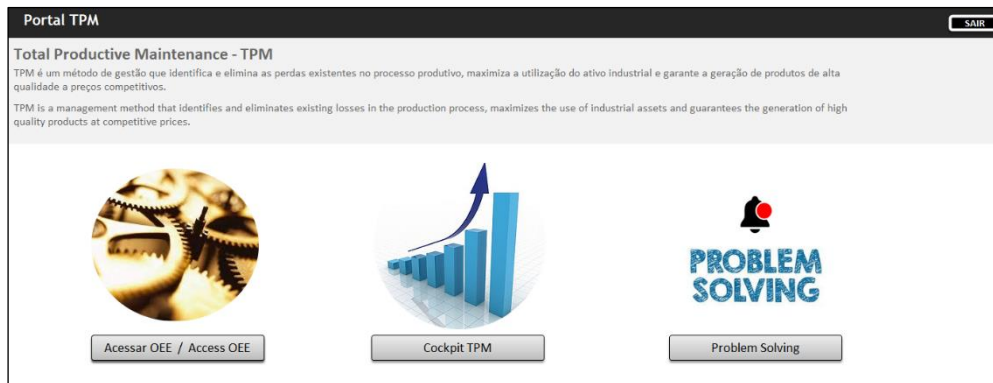 Portal TPM
SAIR
Total Productive Maintenance - TPM
TPM é um método de gestão que identifica e elimina as perdas existentes no processo produtivo, maximiza a utilização do ativo industrial e garante a geração de produtos de alta
qualidade a preços competitivos.
TPM is a management method that identifies and eliminates existing losses in the production process, maximizes the use of industrial assets and guarantees the generation of high
quality products at competitive prices.
PROBLEM
SOLVING
Acessar OEE / Access OEE
Cockpit TPM
Problem Solving